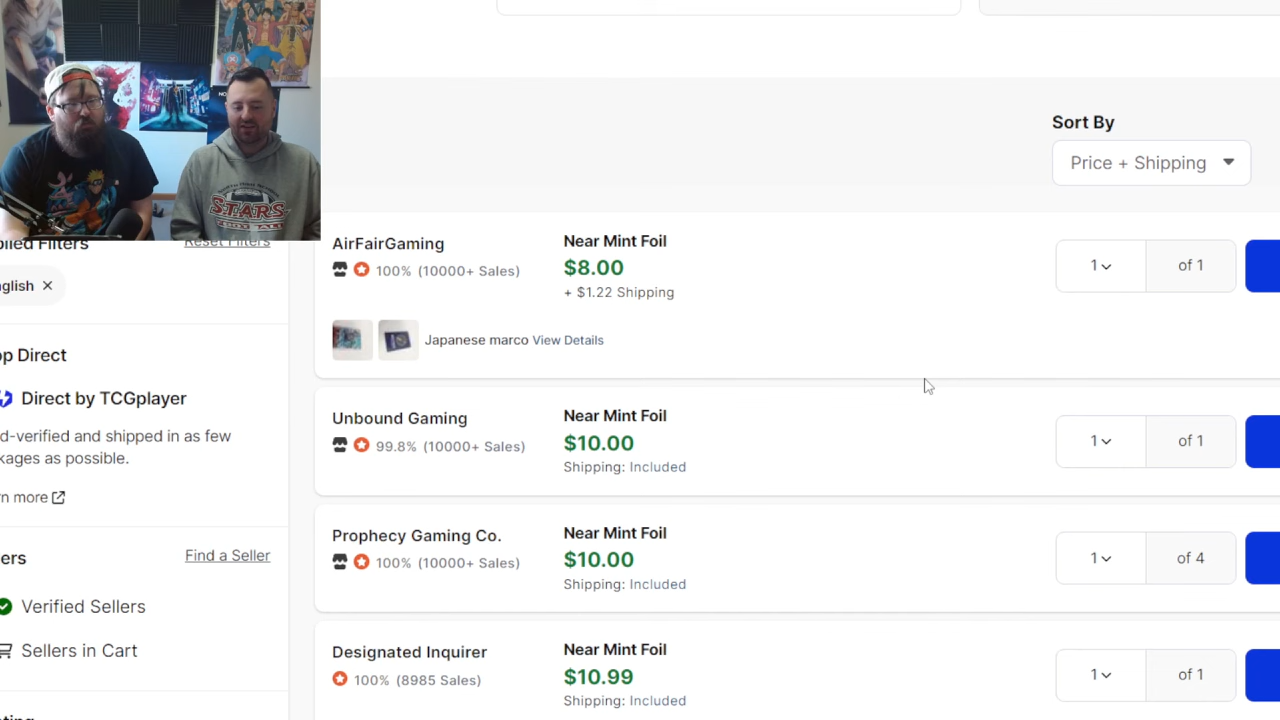 STARS
Sort By
Price + Shipping
Reset Filters
Filters
glish
AirFairGaming
100% (10000+ Sales)
Near Mint Foil
$8.00
+ $1.22 Shipping
1
of 1
Japanese marco View Details
p Direct
Direct by TCGplayer
d-verified and shipped in as few
kages as possible.
n more
Unbound Gaming
99.8% (10000+ Sales)
Near Mint Foil
$10.00
Shipping: Included
1
of 1
ers
Find a Seller
Verified Sellers
Sellers in Cart
Prophecy Gaming Co.
100% (10000+ Sales)
Near Mint Foil
$10.00
Shipping: Included
1
of 4
Designated Inquirer
100% (8985 Sales)
Near Mint Foil
$10.99
Shipping: Included
1
of 1